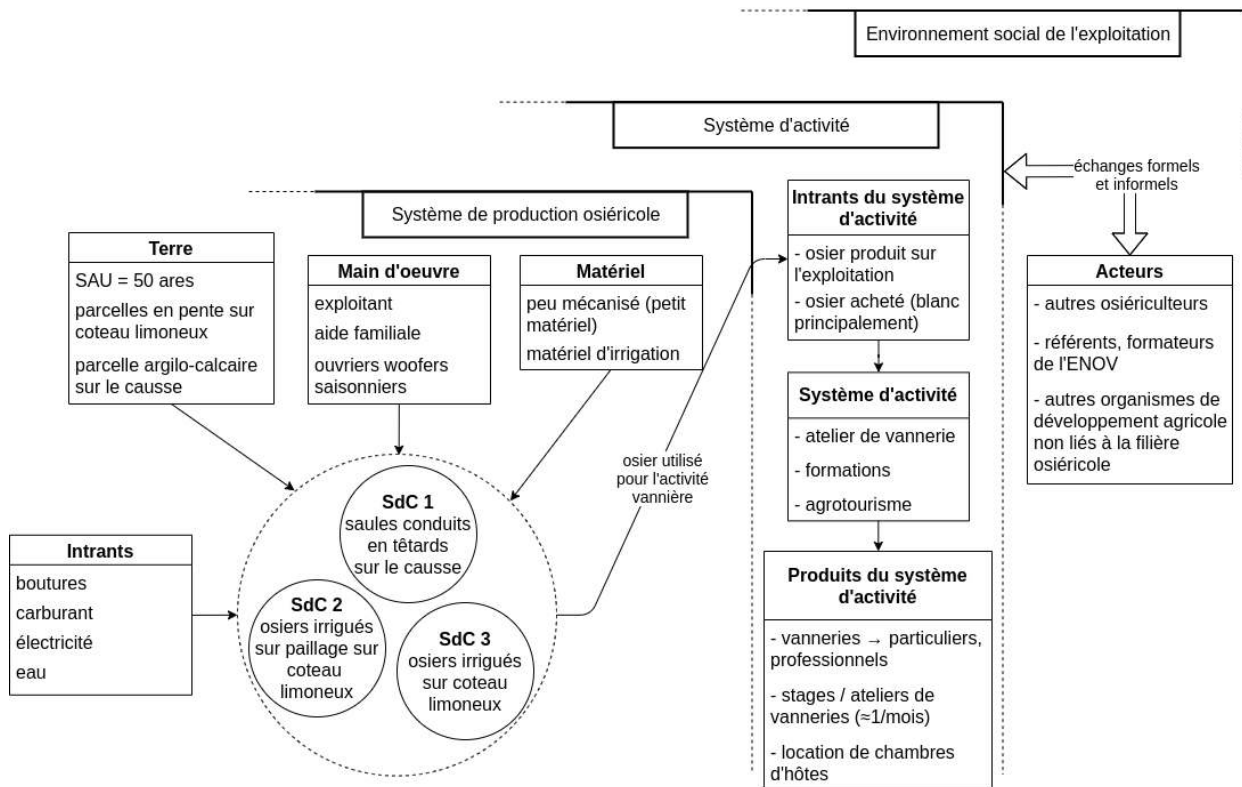 Environnement social de l'exploitation
Système d'activité
Système de production osiéricole
échanges formels
et informels
Terre
SAU = 50 ares
parcelles en pente sur
coteau limoneux
parcelle argilo-calcaire
sur le causse
Main d'oeuvre
exploitant
aide familiale
ouvriers woofers
saisonniers
Matériel
peu mécanisé (petit
matériel)
matériel d'irrigation
Intrants
boutures
carburant
électricité
eau
SdC 1
saules conduits
en têtards
sur le causse
SdC 2
osiers irrigués
sur paillage sur
coteau
limoneux
SdC 3
osiers irrigués
sur coteau
limoneux
osier utilisé
pour l'activité
vannière
Intrants du système
d'activité
- osier produit sur
l'exploitation
- osier acheté (blanc
principalement)
Système d'activité
- atelier de vannerie
- formations
- agrotourisme
Produits du système
d'activité
- vanneries → particuliers,
professionnels
- stages / ateliers de
vanneries (≈1/mois)
- location de chambres
d'hôtes
Acteurs
- autres osiériculteurs
- référents, formateurs
de l'ENOV
- autres organismes de
développement agricole
non liés à la filière
osiéricole